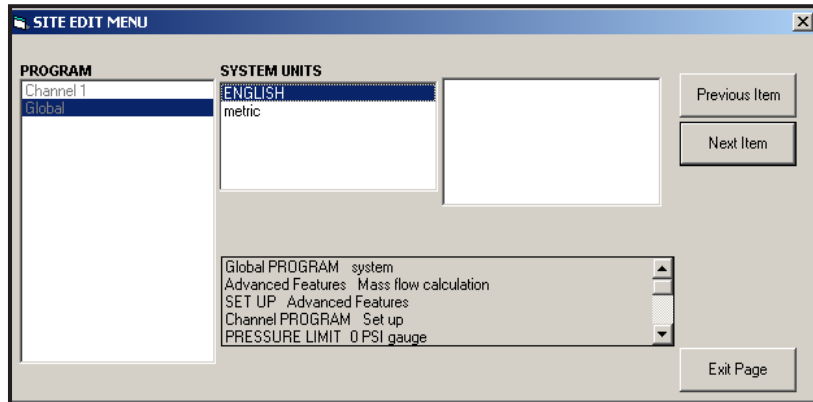 SITE EDIT MENU
PROGRAM
Channel 1
Global
SYSTEM UNITS
ENGLISH
metric
Previous Item
Next Item
Global PROGRAM system
Advanced Features Mass flow calculation
SET UP Advanced Features
Channel PROGRAM Set up
PRESSURE LIMIT 0 PSI gauge
Exit Page